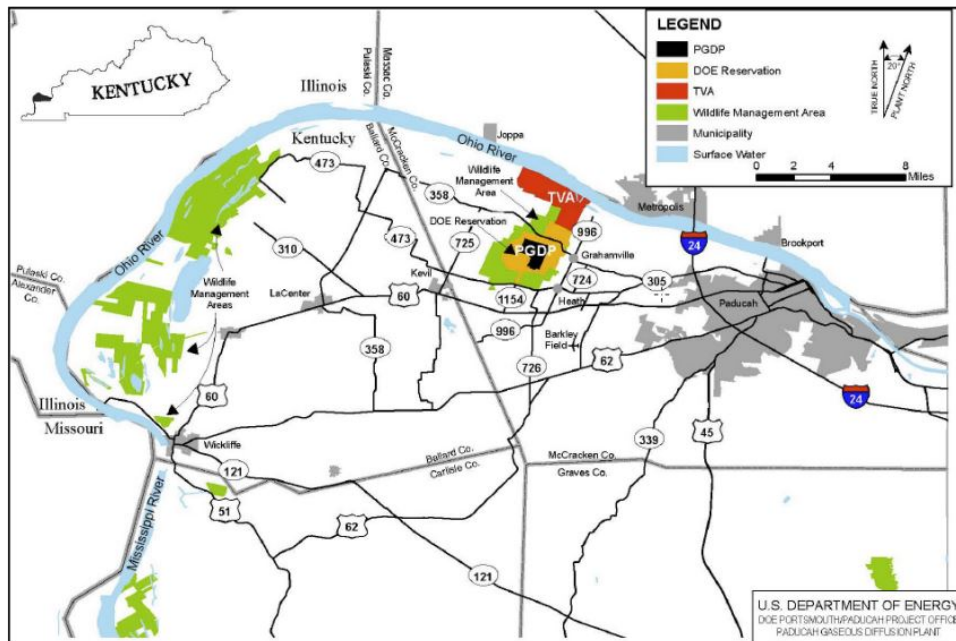 KENTUCKY
LEGEND
PGDP
DOE Reservation
TVA
Wildlife Management Area
Municipality
Surface Water
TRUE NORTH
20°
PLANT NORTH
0 2 4 8
Miles
Illinois
Massac Co.
Pulaski Co.
Kentucky
Ballard Co.
McCracken Co.
Ohio River
Joppa
473
358
Wildlife
Management
Area
TVA
Metropolis
24
Brookport
DOE Reservation
PGDP
996
Grahamville
310
473
725
Ohio River
Pulaski Co.
Alexander Co.
Wildlife
Management
Areas
LaCenter
60
Kevil
1154
724
Heath
305
Paducah
996
Barkley
Field
358
726
62
60
Illinois
Missouri
24
Wickliffe
339
45
121
Ballard Co.
Carlisle Co.
McCracken Co.
Graves Co.
51
62
Mississippi River
121
U.S. DEPARTMENT OF ENERGY
DOE PORTSMOUTH/PADUCAH PROJECT OFFICE
PADUCAH GASEOUS DIFFUSION PLANT